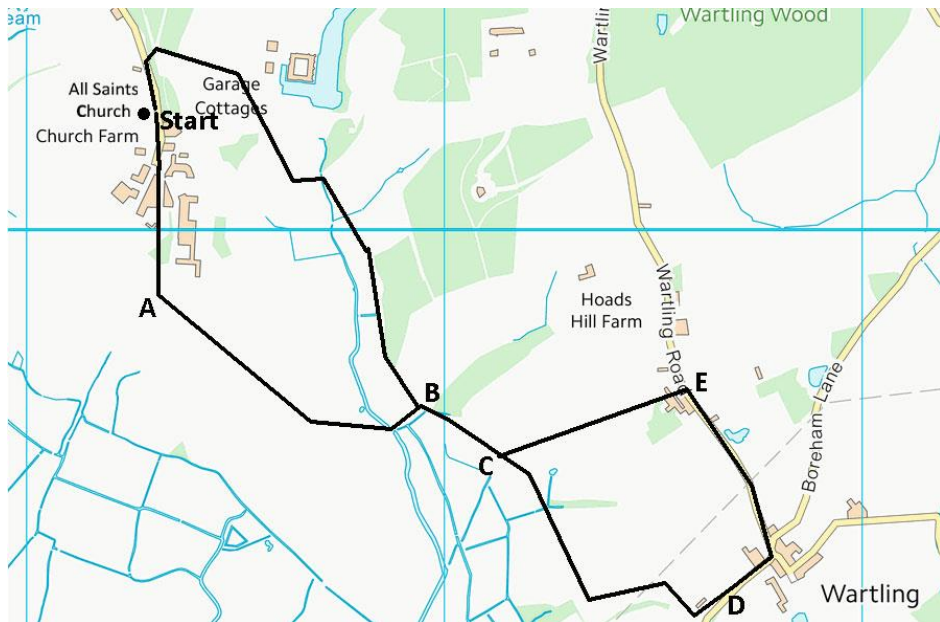 eam
Wartling Wood
Wartlin
All Saints
Church
Church Farm
Garage
Cottages
Start
A
Hoads
Hill Farm
Wartling Road
B
E
Boreham Lane
C
D
Wartling